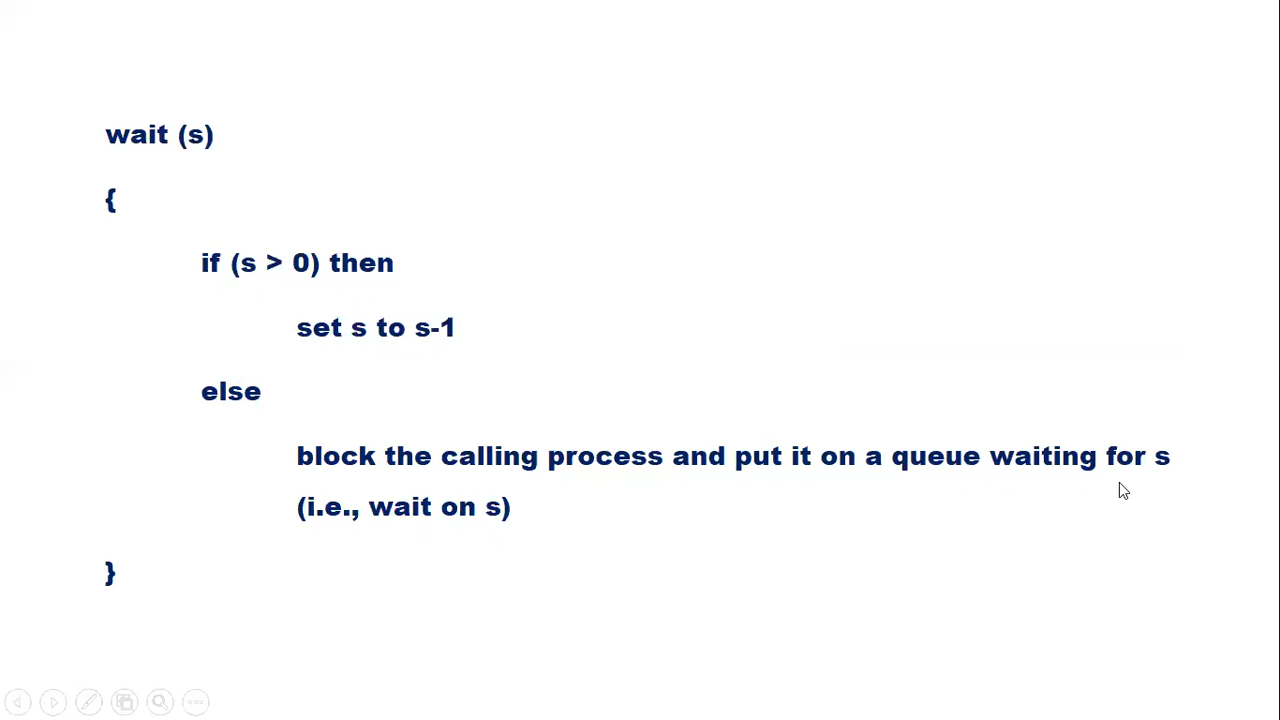 wait (s)
{
if (s > 0) then
set s to s-1
else
block the calling process and put it on a queue waiting for s
(i.e., wait on s)
}